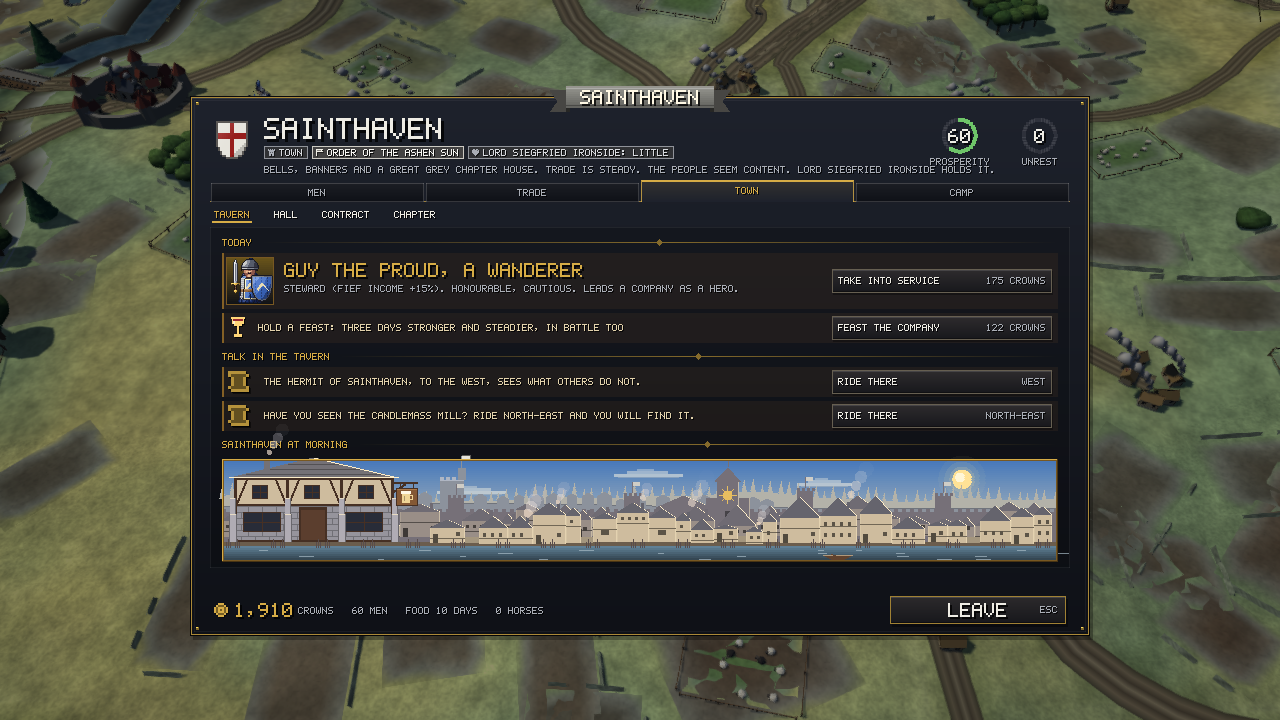 SAINTHAVEN
SAINTHAVEN
TOWN ORDER OF THE ASHEN SUN LORD SIEGFRIED IRONSIDE: LITTLE
60 0
PROSPERITY UNREST
BELLS, BANNERS AND A GREAT GREY CHAPTER HOUSE. TRADE IS STEADY. THE PEOPLE SEEM CONTENT. LORD SIEGFRIED IRONSIDE HOLDS IT.
MEN TRADE TOWN CAMP
TAVERN HALL CONTRACT CHAPTER
TODAY
GUY THE PROUD, A WANDERER
STEWARD (FIEF INCOME +15%). HONOURABLE, CAUTIOUS. LEADS A COMPANY AS A HERO.
TAKE INTO SERVICE 175 CROWNS
HOLD A FEAST: THREE DAYS STRONGER AND STEADIER, IN BATTLE TOO
FEAST THE COMPANY 122 CROWNS
TALK IN THE TAVERN
THE HERMIT OF SAINTHAVEN, TO THE WEST, SEES WHAT OTHERS DO NOT.
RIDE THERE WEST
HAVE YOU SEEN THE CANDLEMASS MILL? RIDE NORTH-EAST AND YOU WILL FIND IT.
RIDE THERE NORTH-EAST
SAINTHAVEN AT MORNING
1,910 CROWNS 60 MEN FOOD 10 DAYS 0 HORSES
LEAVE ESC